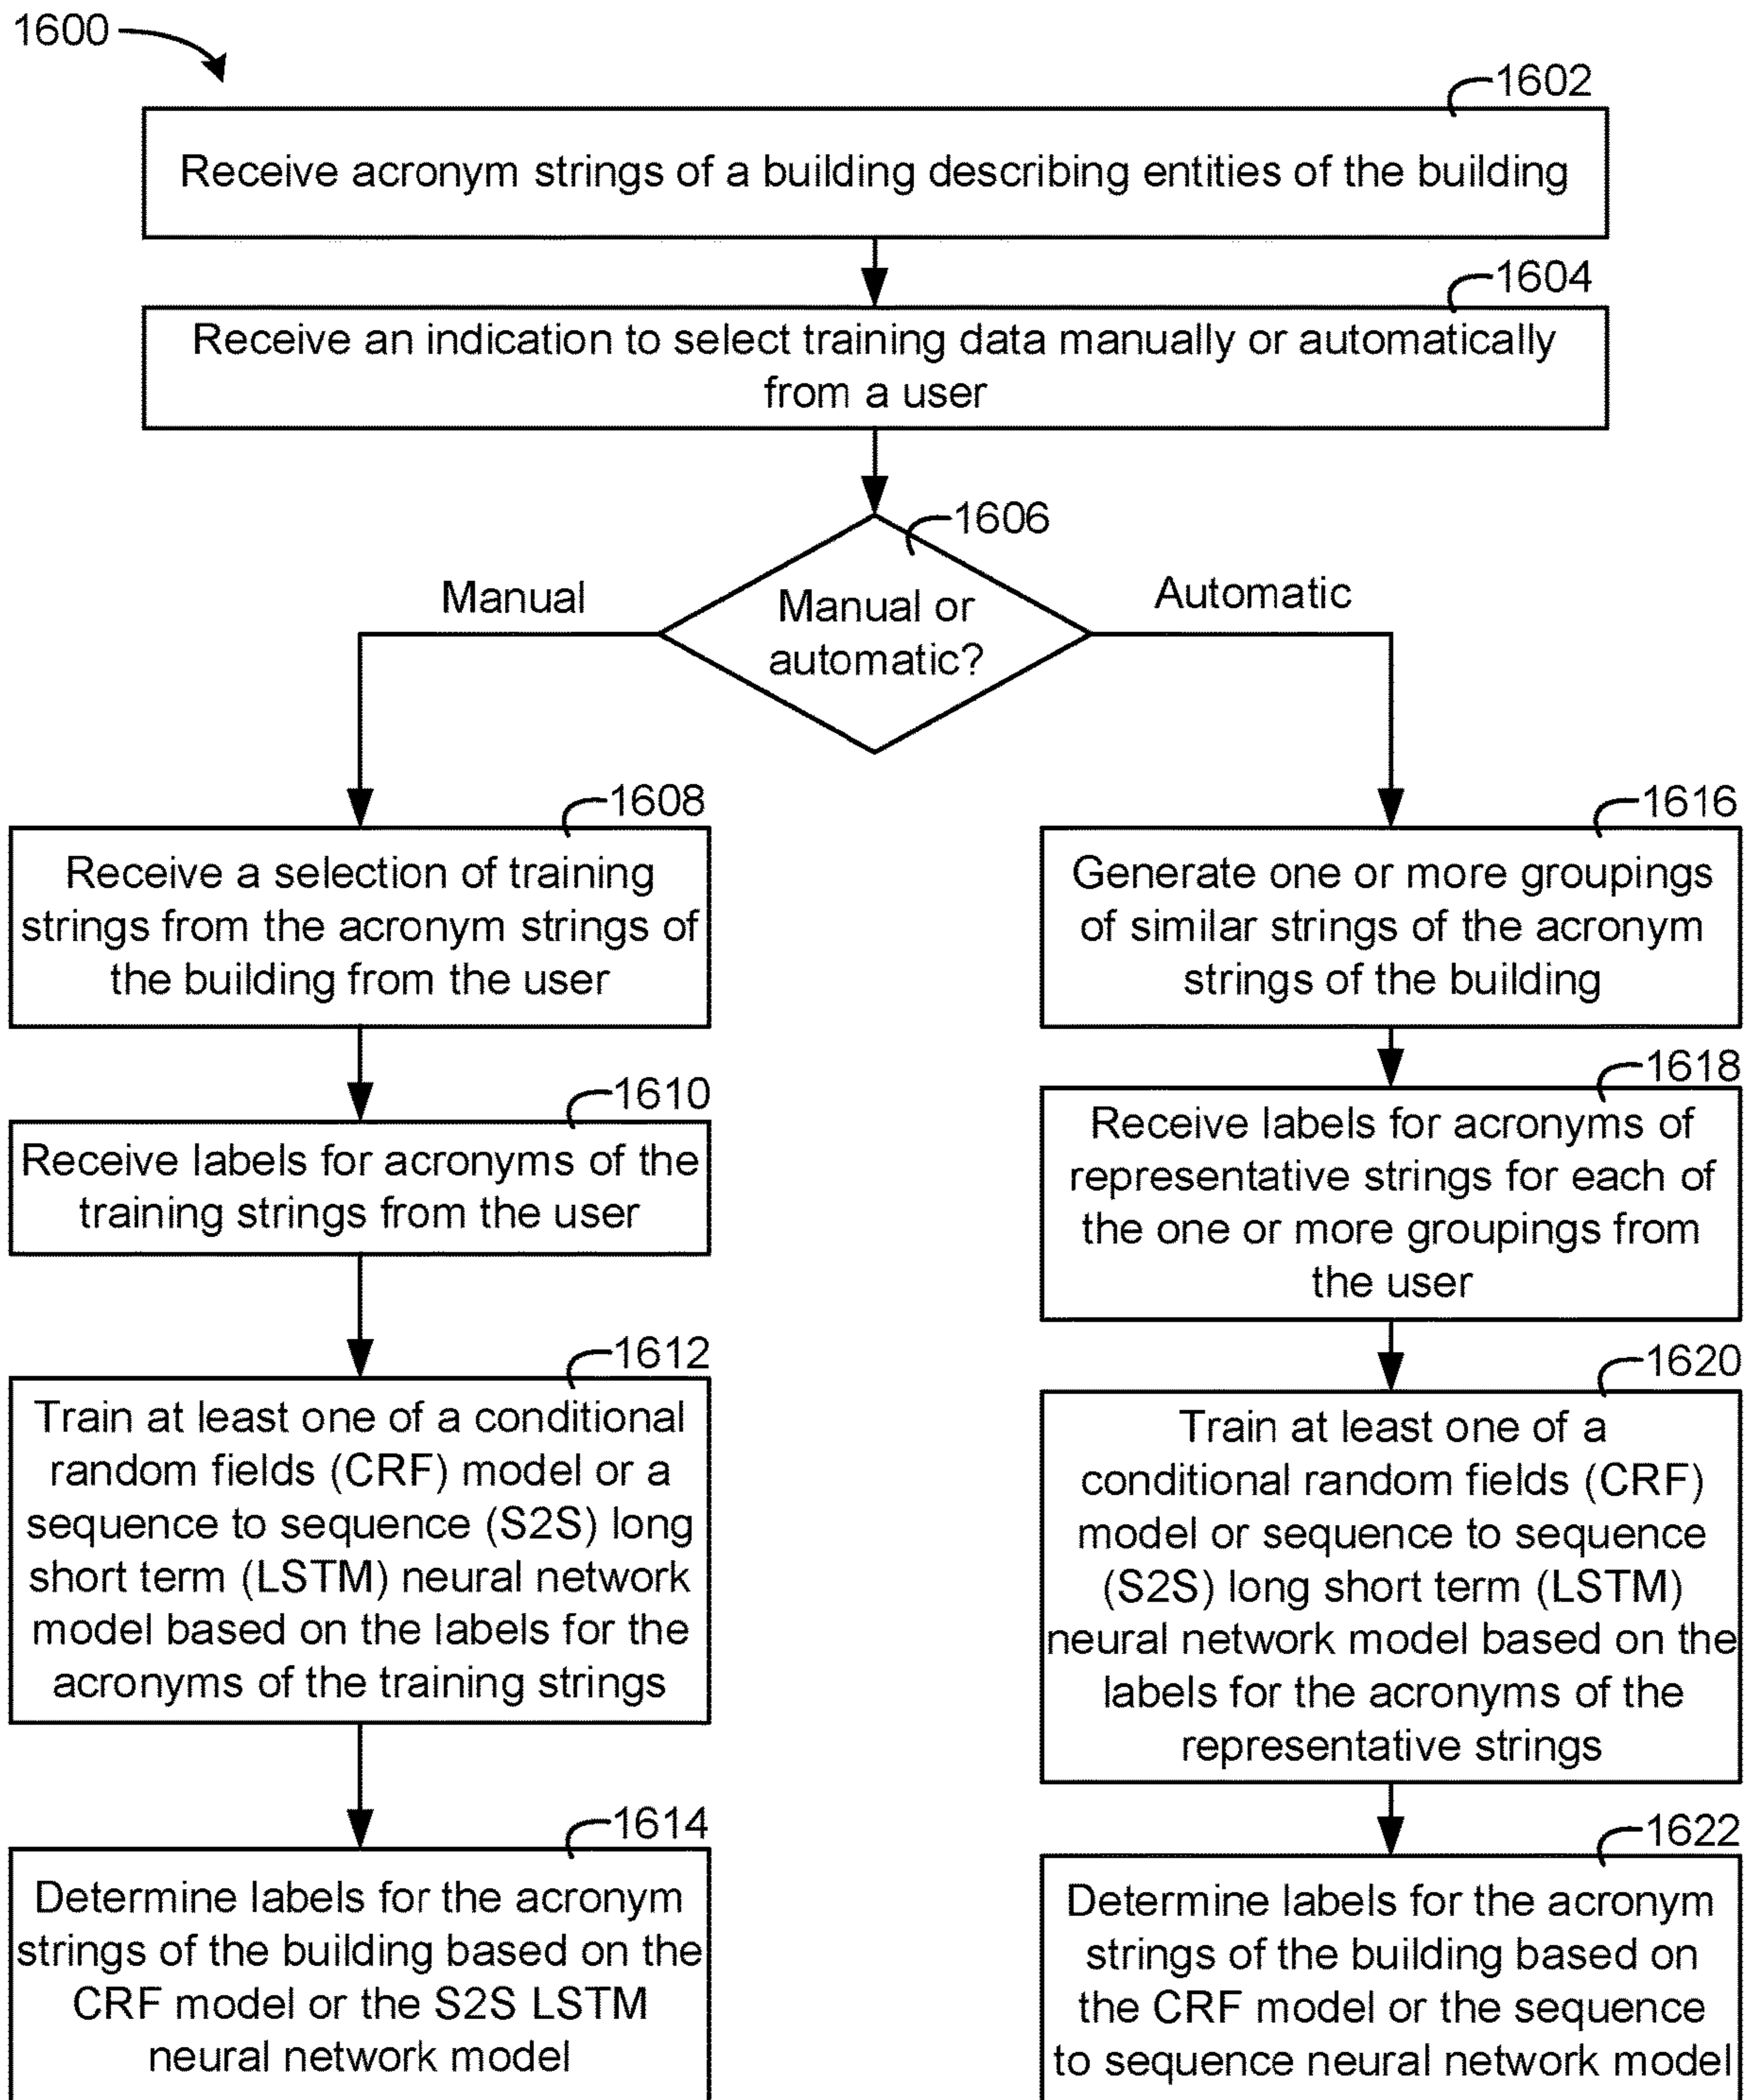 1600
1602
Receive acronym strings of a building describing entities of the building
1604
Receive an indication to select training data manually or automatically
from a user
1606
Manual or
automatic?
Manual
Automatic
1608
Receive a selection of training
strings from the acronym strings of
the building from the user
1610
Receive labels for acronyms of the
training strings from the user
1612
Train at least one of a conditional
random fields (CRF) model or a
sequence to sequence (S2S) long
short term (LSTM) neural network
model based on the labels for the
acronyms of the training strings
1614
Determine labels for the acronym
strings of the building based on the
CRF model or the S2S LSTM
neural network model
1616
Generate one or more groupings
of similar strings of the acronym
strings of the building
1618
Receive labels for acronyms of
representative strings for each of
the one or more groupings from
the user
1620
Train at least one of a
conditional random fields (CRF)
model or sequence to sequence
(S2S) long short term (LSTM)
neural network model based on the
labels for the acronyms of the
representative strings
1622
Determine labels for the acronym
strings of the building based on
the CRF model or the sequence
to sequence neural network model